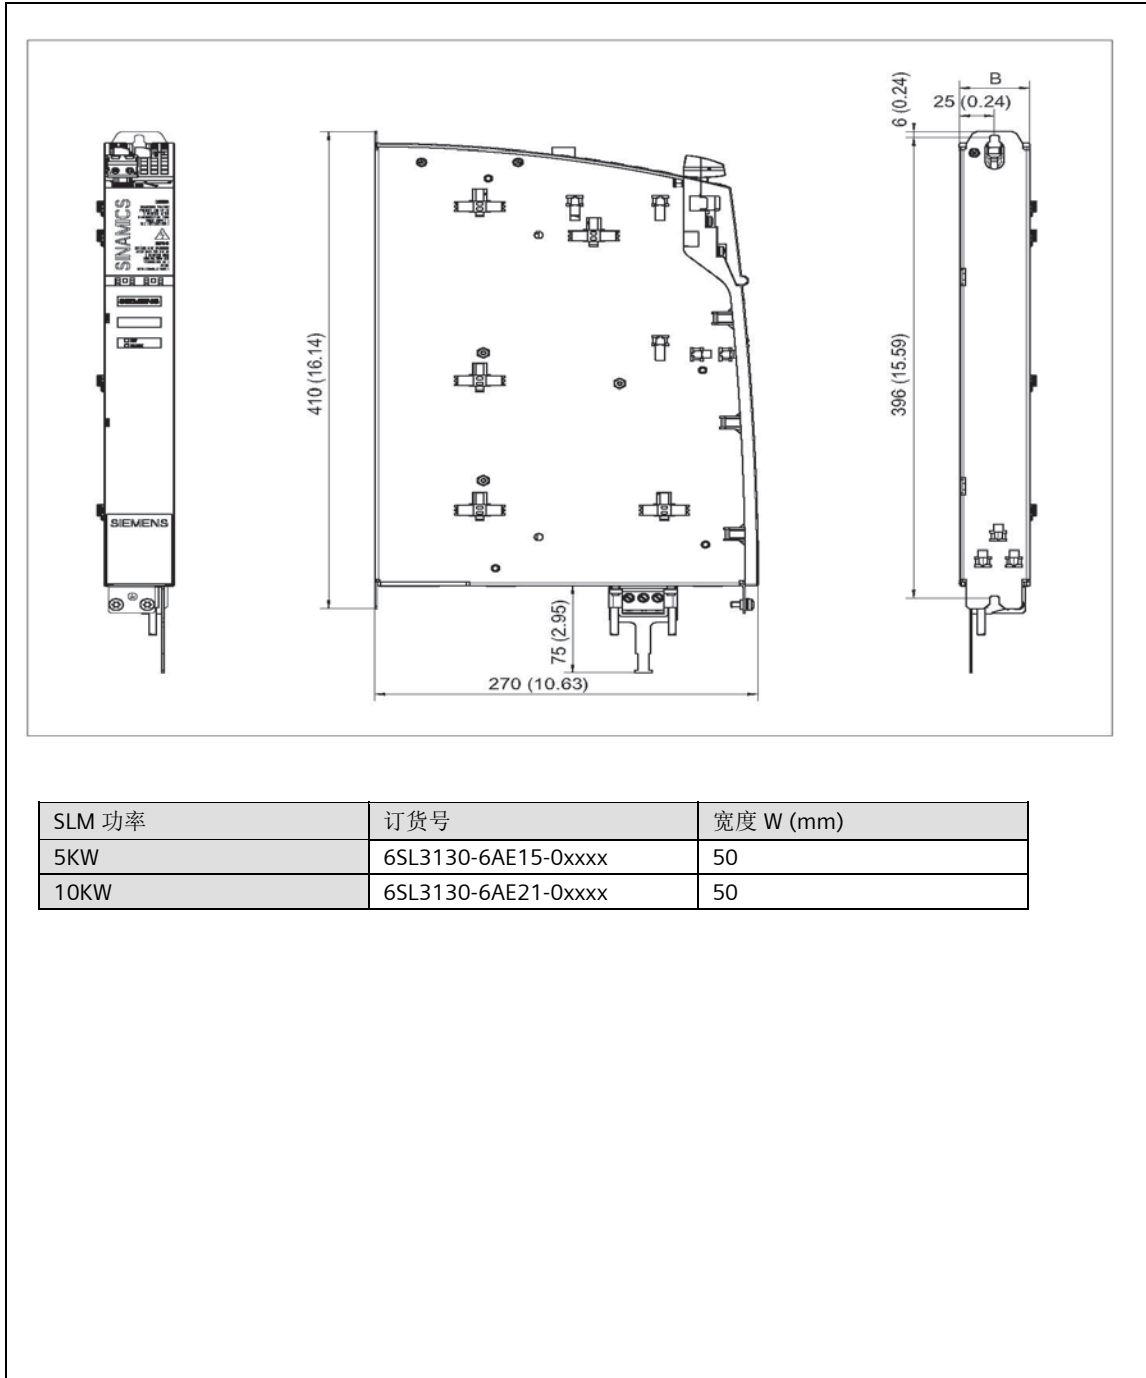 B
25 (0.24)
6 (0.24)
SINAMICS
410 (16.14)
396 (15.59)
SIEMENS
75 (2.95)
270 (10.63)
SLM 功率 订货号 宽度 W (mm)
5KW 6SL3130-6AE15-0xxxx 50
10KW 6SL3130-6AE21-0xxxx 50